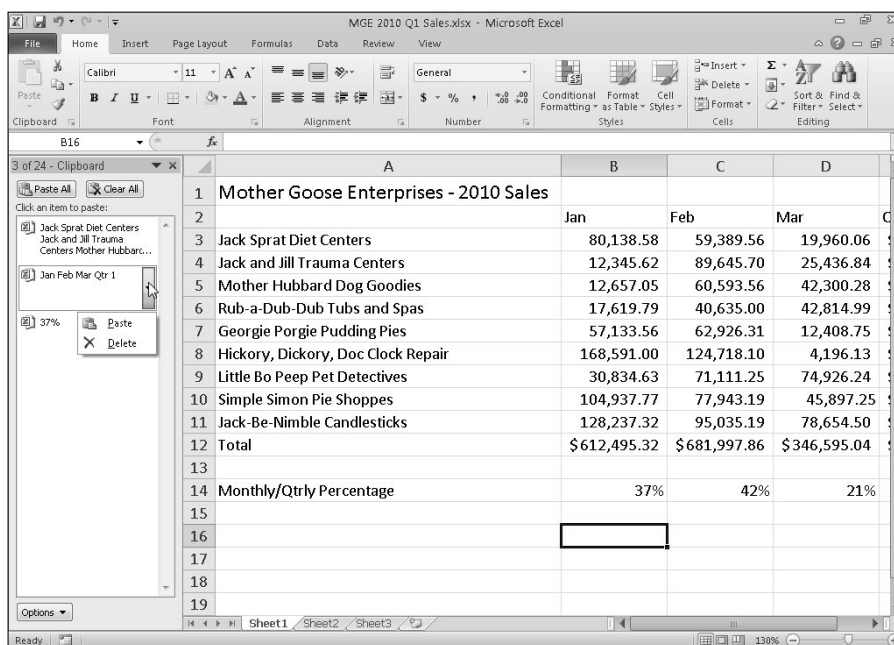 MGE 2010 Q1 Sales.xlsx - Microsoft Excel
File Home Insert Page Layout Formulas Data Review View
Calibri 11 A A General Insert Σ
Paste B I U A $ % , .0 .00 .00 .0 Conditional Formatting Format as Table Cell Styles Delete Format Sort & Filter Find & Select
Clipboard Font Alignment Number Styles Cells Editing
B16 fx
3 of 24 - Clipboard
Paste All Clear All
Click an item to paste:
Jack Sprat Diet Centers
Jack and Jill Trauma
Centers Mother Hubbarc...
Jan Feb Mar Qtr 1
37%
Paste
Delete
Options
A B C D
1 Mother Goose Enterprises - 2010 Sales
2 Jan Feb Mar
3 Jack Sprat Diet Centers 80,138.58 59,389.56 19,960.06
4 Jack and Jill Trauma Centers 12,345.62 89,645.70 25,436.84
5 Mother Hubbard Dog Goodies 12,657.05 60,593.56 42,300.28
6 Rub-a-Dub-Dub Tubs and Spas 17,619.79 40,635.00 42,814.99
7 Georgie Porgie Pudding Pies 57,133.56 62,926.31 12,408.75
8 Hickory, Dickory, Doc Clock Repair 168,591.00 124,718.10 4,196.13
9 Little Bo Peep Pet Detectives 30,834.63 71,111.25 74,926.24
10 Simple Simon Pie Shoppes 104,937.77 77,943.19 45,897.25
11 Jack-Be-Nimble Candlesticks 128,237.32 95,035.19 78,654.50
12 Total $612,495.32 $681,997.86 $346,595.04
13
14 Monthly/Qtrly Percentage 37% 42% 21%
15
16
17
18
19
Sheet1 Sheet2 Sheet3
Ready 130%